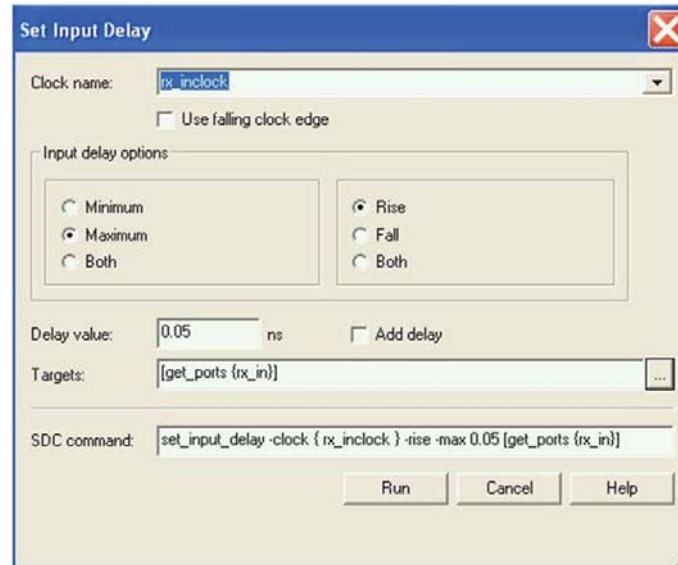 Set Input Delay
Clock name: rx_inclock
Use falling clock edge
Input delay options
Minimum Rise
Maximum Fall
Both Both
Delay value: 0.05 ns Add delay
Targets: [get_ports {rx_in}] ...
SDC command: set_input_delay -clock { rx_inclock } -rise -max 0.05 [get_ports {rx_in}]
Run Cancel Help